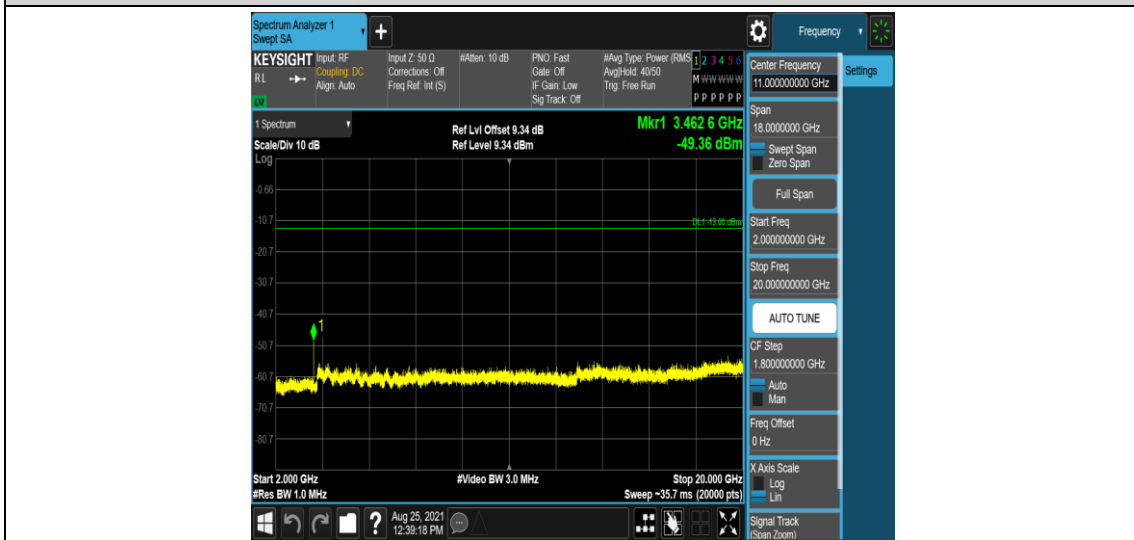 Spectrum Analyzer 1
Swept SA
+
Frequency
KEYSIGHT
RL
LXI
Input: RF
Coupling: DC
Align: Auto
Input Z: 50 Ω
Corrections: Off
Freq Ref: Int (S)
#Atten: 10 dB
PNO: Fast
Gate: Off
IF Gain: Low
Sig Track: Off
#Avg Type: Power (RMS
Avg|Hold: 40/50
Trig: Free Run
1 2 3 4 5 6
M W W W W W
P P P P P P
1 Spectrum
Scale/Div 10 dB
Ref Lvl Offset 9.34 dB
Ref Level 9.34 dBm
Mkr1 3.462 6 GHz
-49.36 dBm
Log
-0.66
-10.7
-20.7
-30.7
-40.7
-50.7
-60.7
-70.7
-80.7
DL1 -13.00 dBm
1
Start 2.000 GHz
#Res BW 1.0 MHz
#Video BW 3.0 MHz
Stop 20.000 GHz
Sweep ~35.7 ms (20000 pts)
Center Frequency
11.000000000 GHz
Settings
Span
18.0000000 GHz
Swept Span
Zero Span
Full Span
Start Freq
2.000000000 GHz
Stop Freq
20.000000000 GHz
AUTO TUNE
CF Step
1.800000000 GHz
Auto
Man
Freq Offset
0 Hz
X Axis Scale
Log
Lin
Signal Track
(Span Zoom)
?
Aug 25, 2021
12:39:18 PM